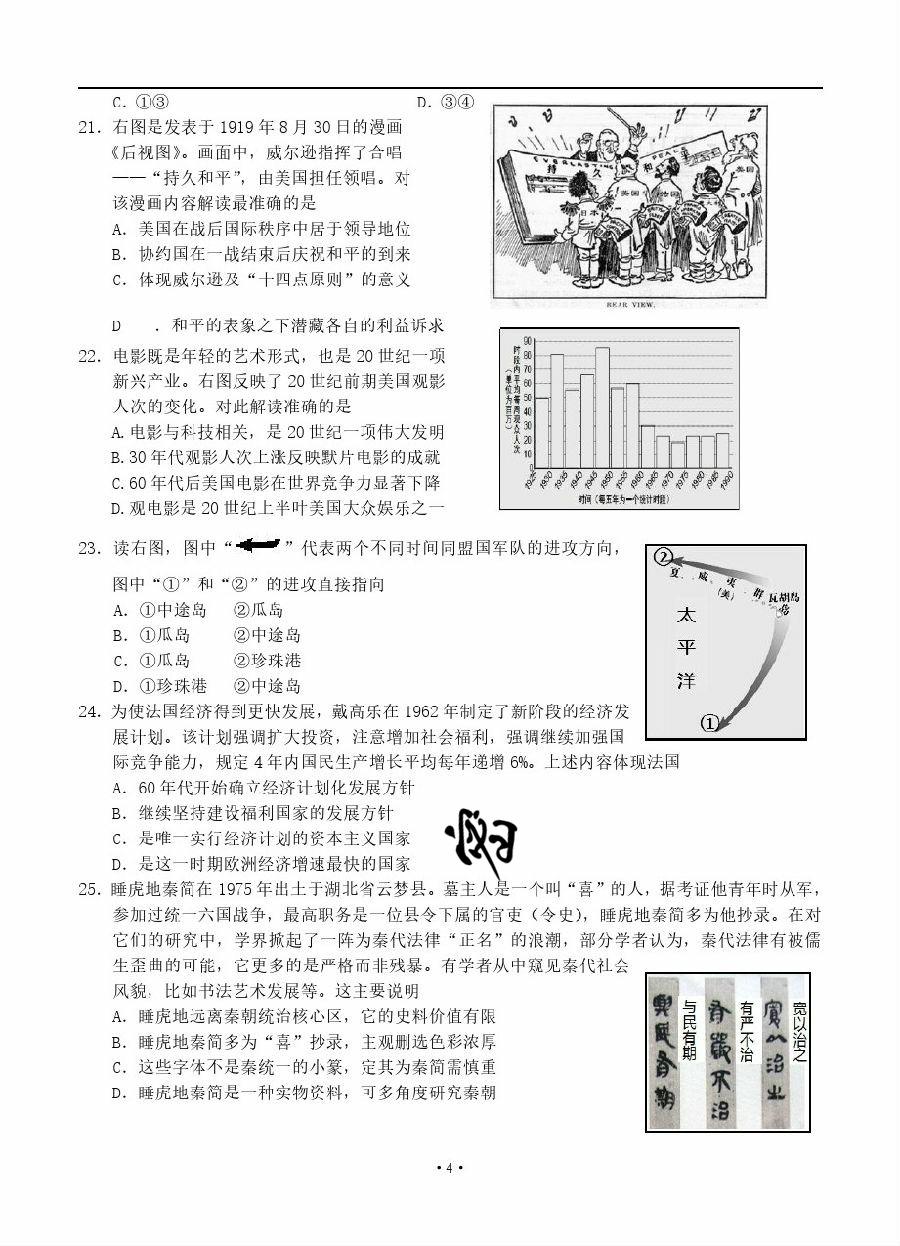 C．①③ D．③④
21．右图是发表于 1919 年 8 月 30 日的漫画
《后视图》。画面中，威尔逊指挥了合唱
——“持久和平”，由美国担任领唱。对
该漫画内容解读最准确的是
A．美国在战后国际秩序中居于领导地位
B．协约国在一战结束后庆祝和平的到来
C．体现威尔逊及“十四点原则”的意义
D ．和平的表象之下潜藏各自的利益诉求
EVERLASTING PEACE
持 久 和 平
日本
英国
美国
REAR VIEW.
22．电影既是年轻的艺术形式，也是 20 世纪一项
新兴产业。右图反映了 20 世纪前期美国观影
人次的变化。对此解读准确的是
A. 电影与科技相关，是 20 世纪一项伟大发明
B. 30 年代观影人次上涨反映默片电影的成就
C. 60 年代后美国电影在世界竞争力显著下降
D. 观电影是 20 世纪上半叶美国大众娱乐之一
时段内平均每周观众人次
（单位为百万）
90
80
70
60
50
40
30
20
10
0
1925 1930 1935 1940 1945 1950 1955 1960 1965 1970 1975 1980 1985 1990
时间（每五年为一个统计时段）
23．读右图，图中“ ”代表两个不同时间同盟国军队的进攻方向，
图中“①”和“②”的进攻直接指向
A．①中途岛 ②瓜岛
B．①瓜岛 ②中途岛
C．①瓜岛 ②珍珠港
D．①珍珠港 ②中途岛
②
夏 威 夷 群
(美)
瓦胡岛
岛
太
平
洋
①
24．为使法国经济得到更快发展，戴高乐在 1962 年制定了新阶段的经济发
展计划。该计划强调扩大投资，注意增加社会福利，强调继续加强国
际竞争能力，规定 4 年内国民生产增长平均每年递增 6%。上述内容体现法国
A．60 年代开始确立经济计划化发展方针
B．继续坚持建设福利国家的发展方针
C．是唯一实行经济计划的资本主义国家
D．是这一时期欧洲经济增速最快的国家
25．睡虎地秦简在 1975 年出土于湖北省云梦县。墓主人是一个叫“喜”的人，据考证他青年时从军，
参加过统一六国战争，最高职务是一位县令下属的官吏（令史），睡虎地秦简多为他抄录。在对
它们的研究中，学界掀起了一阵为秦代法律“正名”的浪潮，部分学者认为，秦代法律有被儒
生歪曲的可能，它更多的是严格而非残暴。有学者从中窥见秦代社会
风貌，比如书法艺术发展等。这主要说明
A．睡虎地远离秦朝统治核心区，它的史料价值有限
B．睡虎地秦简多为“喜”抄录，主观删选色彩浓厚
C．这些字体不是秦统一的小篆，定其为秦简需慎重
D．睡虎地秦简是一种实物资料，可多角度研究秦朝
宽以治之
有严不治
与民有期
·4·